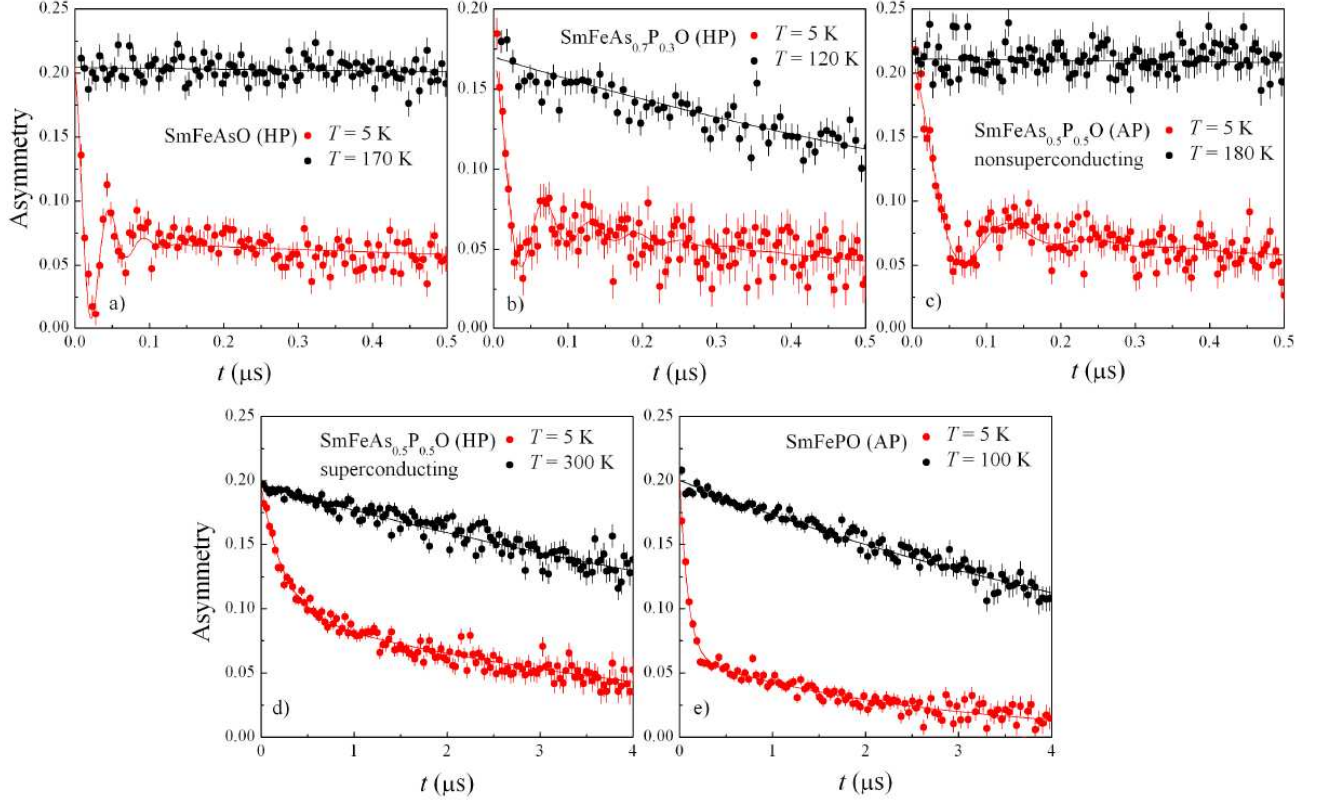 SmFeAsO (HP)
T = 5 K
T = 170 K
a)
0.25
0.20
0.15
0.10
0.05
0.00
0.0 0.1 0.2 0.3 0.4 0.5
t (μs)
Asymmetry
SmFeAs0.7P0.3O (HP)
T = 5 K
T = 120 K
b)
0.20
0.15
0.10
0.05
0.00
0.0 0.1 0.2 0.3 0.4 0.5
t (μs)
SmFeAs0.5P0.5O (AP)
nonsuperconducting
T = 5 K
T = 180 K
c)
0.25
0.20
0.15
0.10
0.05
0.00
0.0 0.1 0.2 0.3 0.4 0.5
t (μs)
SmFeAs0.5P0.5O (HP)
superconducting
T = 5 K
T = 300 K
d)
0.25
0.20
0.15
0.10
0.05
0.00
0 1 2 3 4
t (μs)
Asymmetry
SmFePO (AP)
T = 5 K
T = 100 K
e)
0.25
0.20
0.15
0.10
0.05
0.00
0 1 2 3 4
t (μs)